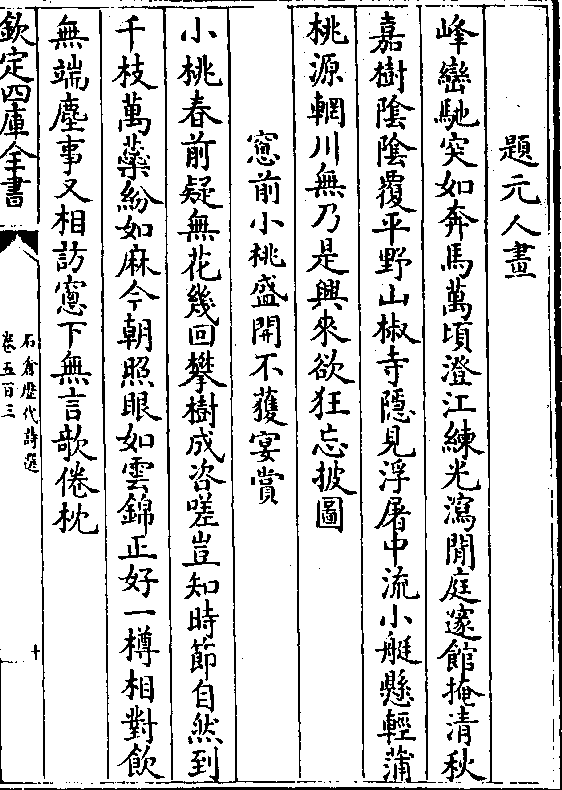 題元人畫
峰巒馳突如奔馬萬頃澄江練光瀉閒庭邃館掩清秋
嘉樹陰陰覆平野山椒寺隱見浮屠中流小艇懸輕蒲
桃源輞川無乃是興來欲狂忘披圖
窻前小桃盛開不獲宴賞
小桃春前疑無花幾回攀樹成咨嗟豈知時節自然到
千枝萬蘂紛如麻今朝照眼如雲錦正好一樽相對飲
無端塵事又相訪窻下無言欹倦枕
欽定四庫全書
石倉歷代詩選
卷五百三
十